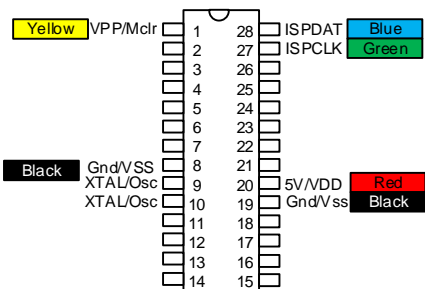 Yellow VPP/Mclr 1 28 ISPDAT Blue
2 27 ISPCLK Green
3 26
4 25
5 24
6 23
7 22
Black Gnd/VSS 8 21
XTAL/Osc 9 20 5V/VDD Red
XTAL/Osc 10 19 Gnd/Vss Black
11 18
12 17
13 16
14 15